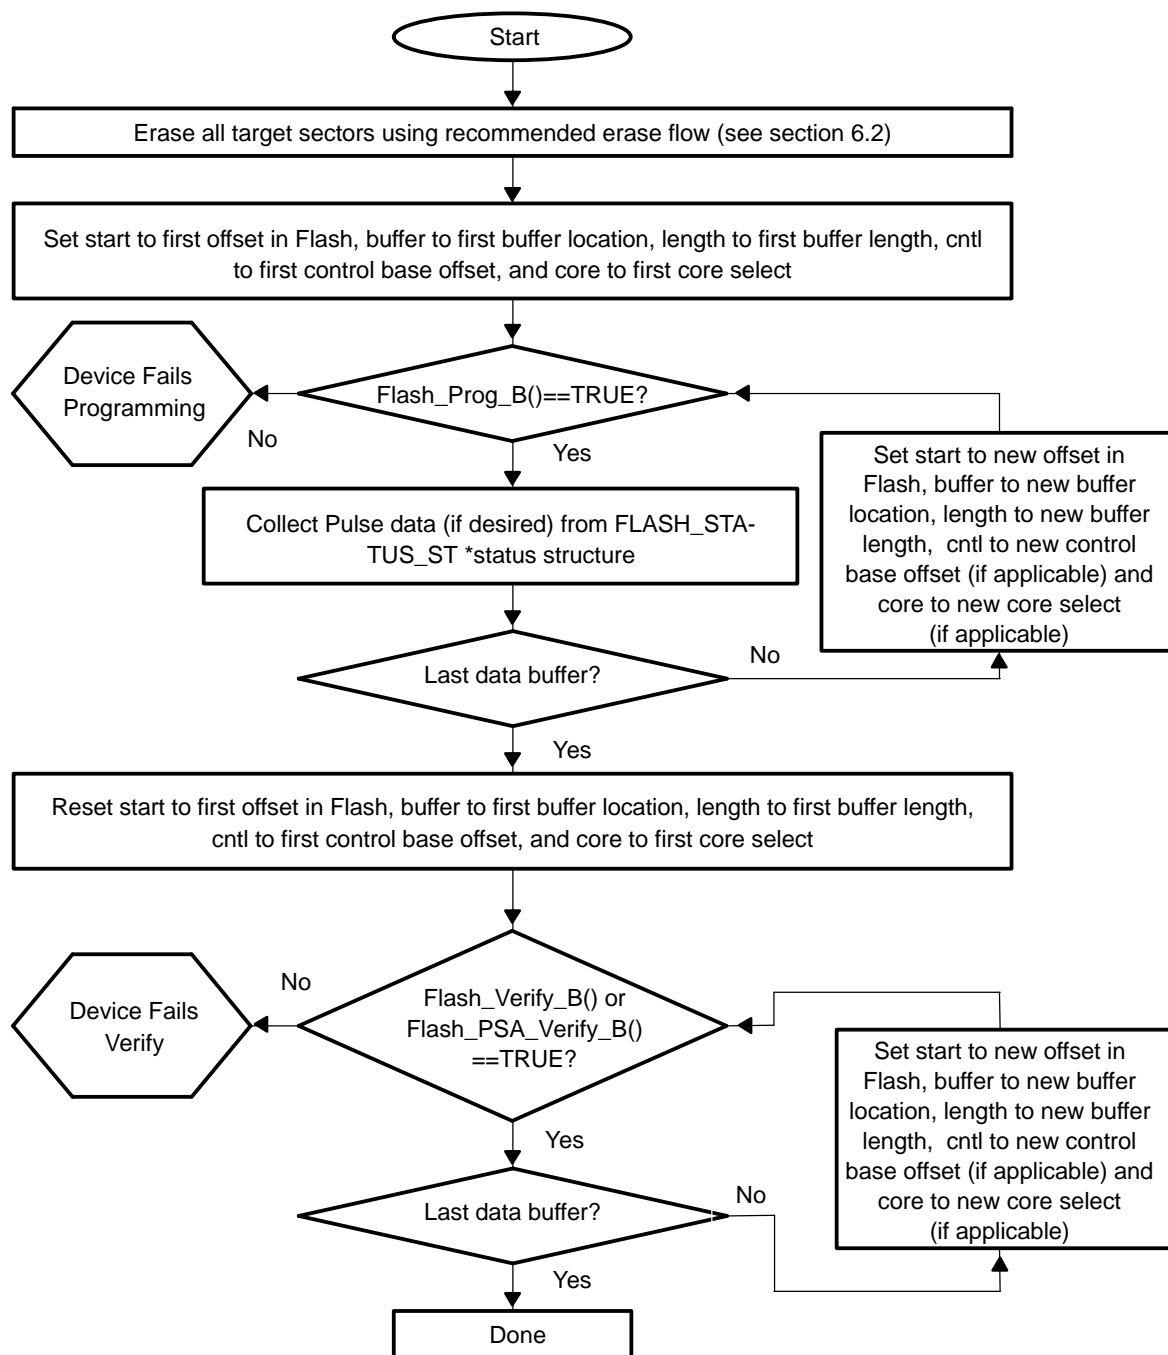 Start
Erase all target sectors using recommended erase flow (see section 6.2)
Set start to first offset in Flash, buffer to first buffer location, length to first buffer length, cntl
to first control base offset, and core to first core select
Device Fails
Programming
Flash_Prog_B()==TRUE?
No
Yes
Set start to new offset in
Flash, buffer to new buffer
location, length to new buffer
length, cntl to new control
base offset (if applicable) and
core to new core select
(if applicable)
Collect Pulse data (if desired) from FLASH_STA-
TUS_ST *status structure
Last data buffer?
No
Yes
Reset start to first offset in Flash, buffer to first buffer location, length to first buffer length,
cntl to first control base offset, and core to first core select
Device Fails
Verify
No
Flash_Verify_B() or
Flash_PSA_Verify_B()
==TRUE?
Yes
Set start to new offset in
Flash, buffer to new buffer
location, length to new buffer
length, cntl to new control
base offset (if applicable) and
core to new core select
(if applicable)
Last data buffer?
No
Yes
Done